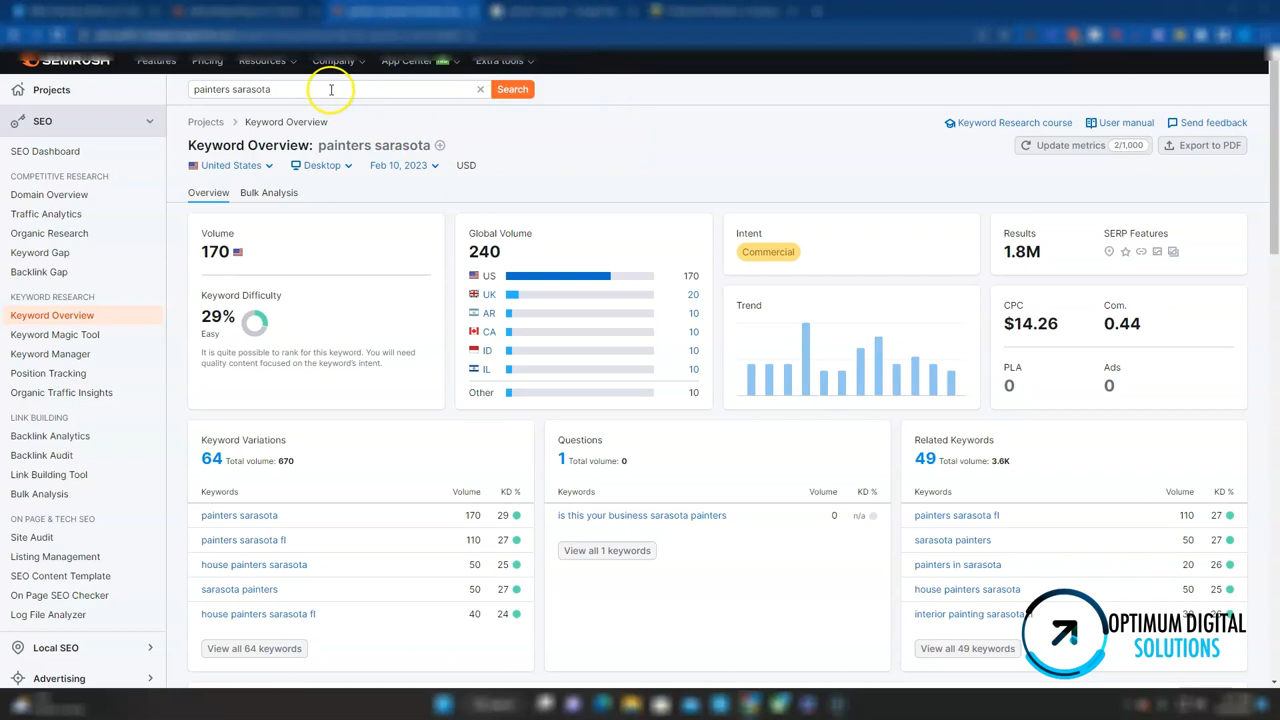 SEMRUSH Features Pricing Resources Company App Center Extra tools
Projects
painters sarasota
Search
SEO
SEO Dashboard
COMPETITIVE RESEARCH
Domain Overview
Traffic Analytics
Organic Research
Keyword Gap
Backlink Gap
KEYWORD RESEARCH
Keyword Overview
Keyword Magic Tool
Keyword Manager
Position Tracking
Organic Traffic Insights
LINK BUILDING
Backlink Analytics
Backlink Audit
Link Building Tool
Bulk Analysis
ON PAGE & TECH SEO
Site Audit
Listing Management
SEO Content Template
On Page SEO Checker
Log File Analyzer
Local SEO
Advertising
Projects > Keyword Overview
Keyword Research course User manual Send feedback
Keyword Overview: painters sarasota
Update metrics 2/1,000 Export to PDF
United States Desktop Feb 10, 2023 USD
Overview Bulk Analysis
Volume
170
Keyword Difficulty
29%
Easy
It is quite possible to rank for this keyword. You will need
quality content focused on the keyword's intent.
Global Volume
240
US 170
UK 20
AR 10
CA 10
ID 10
IL 10
Other 10
Intent
Commercial
Trend
Results SERP Features
1.8M
CPC Com.
$14.26 0.44
PLA Ads
0 0
Keyword Variations
64 Total volume: 670
Keywords Volume KD %
painters sarasota 170 29
painters sarasota fl 110 27
house painters sarasota 50 25
sarasota painters 50 27
house painters sarasota fl 40 24
View all 64 keywords
Questions
1 Total volume: 0
Keywords Volume KD %
is this your business sarasota painters 0 n/a
View all 1 keywords
Related Keywords
49 Total volume: 3.6K
Keywords Volume KD %
painters sarasota fl 110 27
sarasota painters 50 27
painters in sarasota 20 26
house painters sarasota 50 25
interior painting sarasota
View all 49 keywords
OPTIMUM DIGITAL
SOLUTIONS